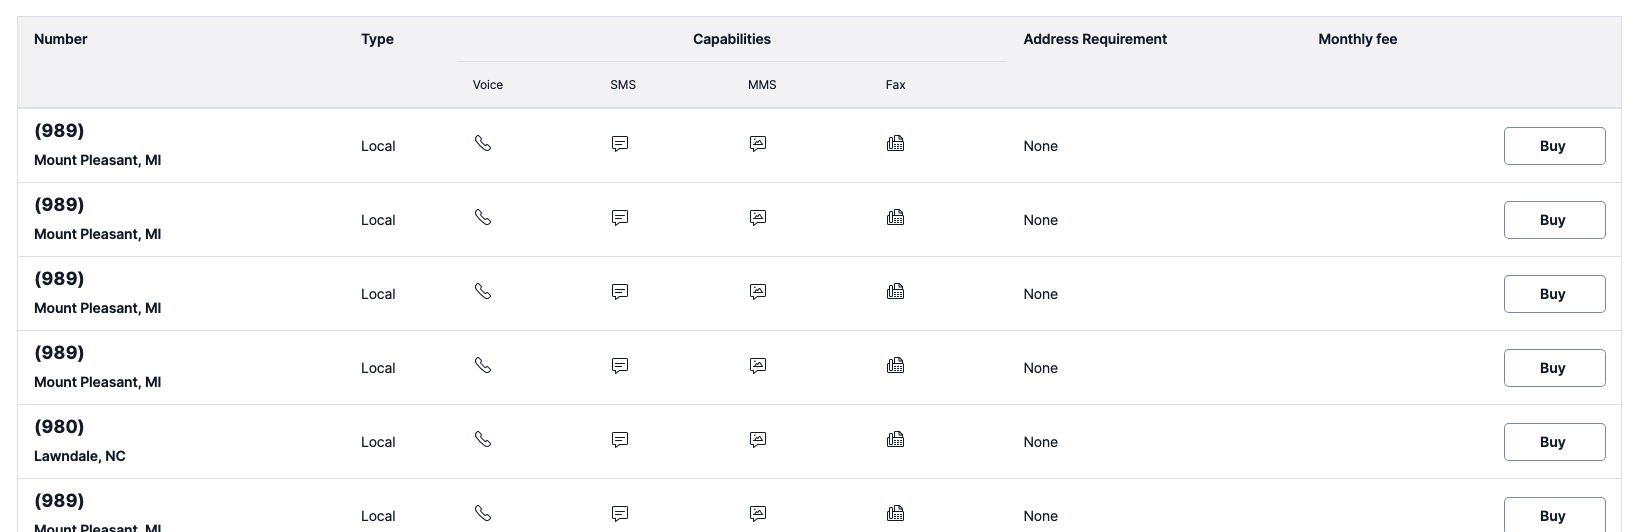 Number Type Capabilities Address Requirement Monthly fee
Voice SMS MMS Fax
(989)
Mount Pleasant, MI
Local None Buy
(989)
Mount Pleasant, MI
Local None Buy
(989)
Mount Pleasant, MI
Local None Buy
(989)
Mount Pleasant, MI
Local None Buy
(980)
Lawndale, NC
Local None Buy
(989)
Mount Pleasant, MI
Local None Buy